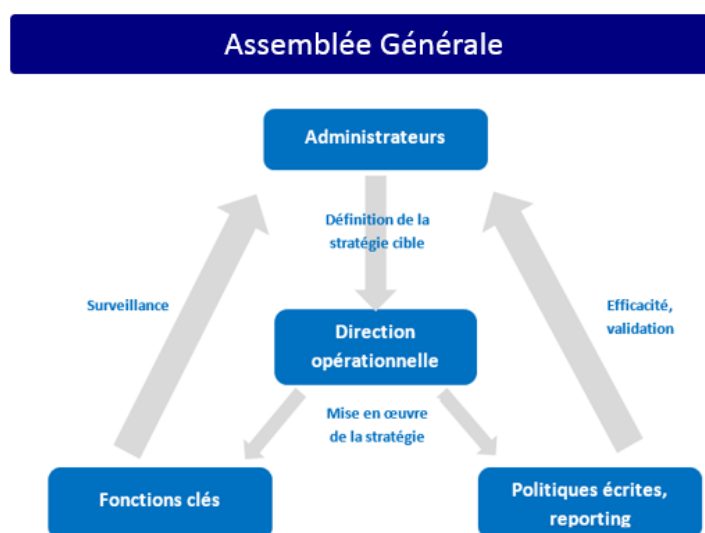 Assemblée Générale
Administrateurs
Définition de la
stratégie cible
Surveillance
Efficacité,
validation
Direction
opérationnelle
Mise en œuvre
de la stratégie
Fonctions clés
Politiques écrites,
reporting